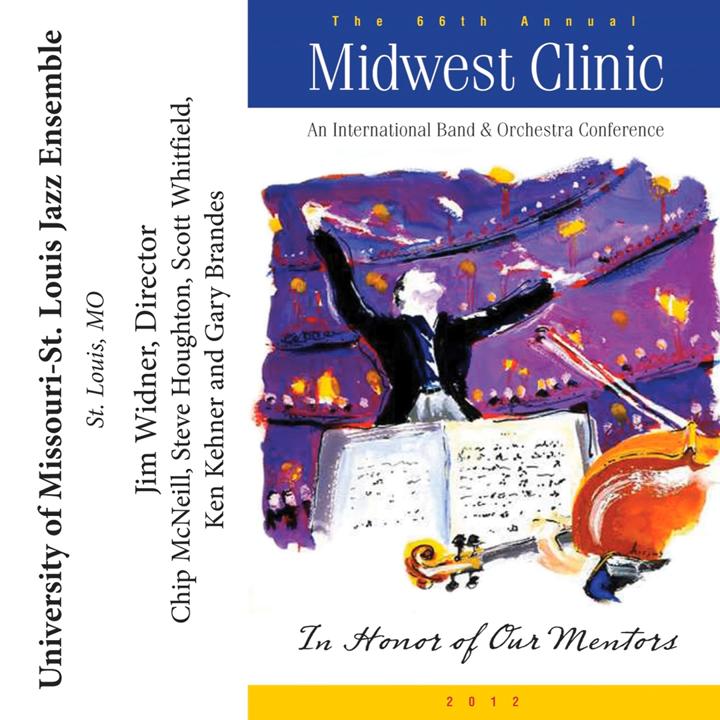 University of Missouri-St. Louis Jazz Ensemble
St. Louis, MO
Jim Widner, Director
Chip McNeill, Steve Houghton, Scott Whitfield,
Ken Kehner and Gary Brandes
The 66th Annual
Midwest Clinic
An International Band & Orchestra Conference
In Honor of Our Mentors
2012